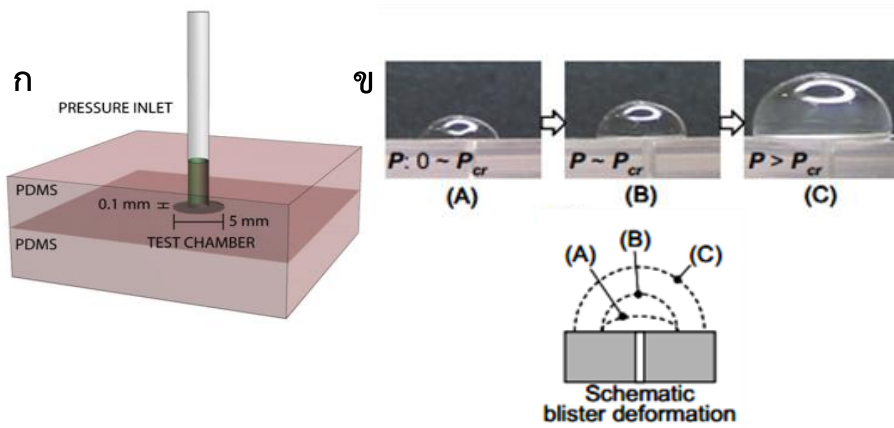 ก
PRESSURE INLET
PDMS
0.1 mm
5 mm
TEST CHAMBER
PDMS
ข
P: 0 ~ Pcr
P ~ Pcr
P > Pcr
(A)
(B)
(C)
(A)
(B)
(C)
Schematic
blister deformation